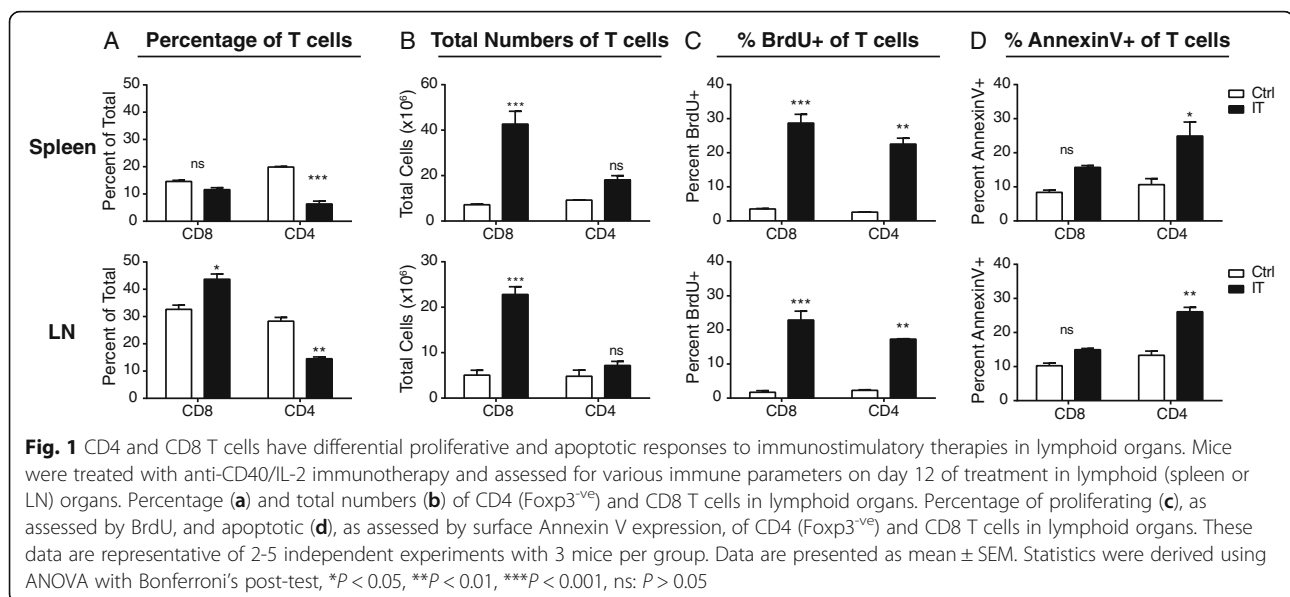 A Percentage of T cells B Total Numbers of T cells C % BrdU+ of T cells D % AnnexinV+ of T cells
Spleen
Percent of Total
50
40
30
20
10
0
ns
***
CD8 CD4
Total Cells (x10⁶)
60
40
20
0
***
ns
CD8 CD4
Percent BrdU+
40
30
20
10
0
***
**
CD8 CD4
Percent AnnexinV+
40
30
20
10
0
ns
*
CD8 CD4
Ctrl
IT
LN
Percent of Total
50
40
30
20
10
0
*
**
CD8 CD4
Total Cells (x10⁶)
30
20
10
0
***
ns
CD8 CD4
Percent BrdU+
40
30
20
10
0
***
**
CD8 CD4
Percent AnnexinV+
40
30
20
10
0
ns
**
CD8 CD4
Ctrl
IT
Fig. 1 CD4 and CD8 T cells have differential proliferative and apoptotic responses to immunostimulatory therapies in lymphoid organs. Mice
were treated with anti-CD40/IL-2 immunotherapy and assessed for various immune parameters on day 12 of treatment in lymphoid (spleen or
LN) organs. Percentage (a) and total numbers (b) of CD4 (Foxp3⁻ᵛᵉ) and CD8 T cells in lymphoid organs. Percentage of proliferating (c), as
assessed by BrdU, and apoptotic (d), as assessed by surface Annexin V expression, of CD4 (Foxp3⁻ᵛᵉ) and CD8 T cells in lymphoid organs. These
data are representative of 2-5 independent experiments with 3 mice per group. Data are presented as mean ± SEM. Statistics were derived using
ANOVA with Bonferroni's post-test, *P < 0.05, **P < 0.01, ***P < 0.001, ns: P > 0.05